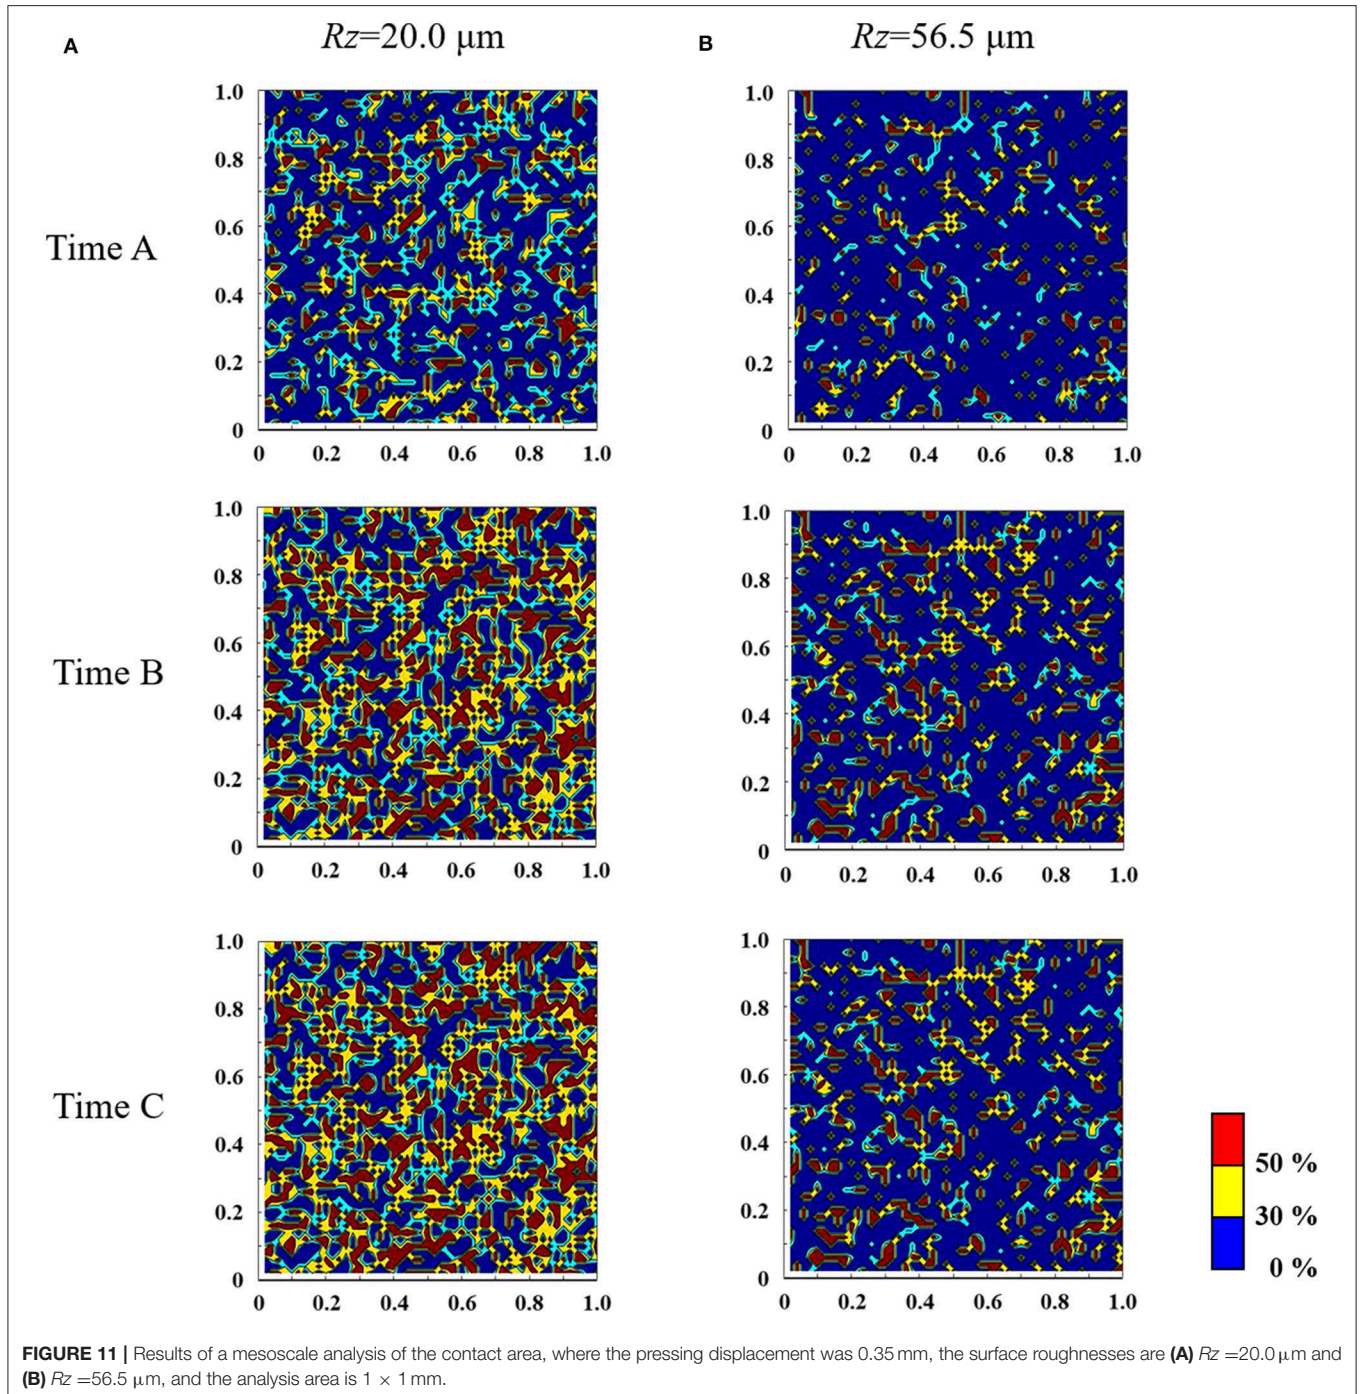 A
Rz=20.0 μm
B
Rz=56.5 μm
Time A
1.0
0.8
0.6
0.4
0.2
0
0 0.2 0.4 0.6 0.8 1.0
1.0
0.8
0.6
0.4
0.2
0
0 0.2 0.4 0.6 0.8 1.0
Time B
1.0
0.8
0.6
0.4
0.2
0
0 0.2 0.4 0.6 0.8 1.0
1.0
0.8
0.6
0.4
0.2
0
0 0.2 0.4 0.6 0.8 1.0
Time C
1.0
0.8
0.6
0.4
0.2
0
0 0.2 0.4 0.6 0.8 1.0
1.0
0.8
0.6
0.4
0.2
0
0 0.2 0.4 0.6 0.8 1.0
50 %
30 %
0 %
FIGURE 11 | Results of a mesoscale analysis of the contact area, where the pressing displacement was 0.35 mm, the surface roughnesses are (A) Rz =20.0 μm and
(B) Rz =56.5 μm, and the analysis area is 1 × 1 mm.